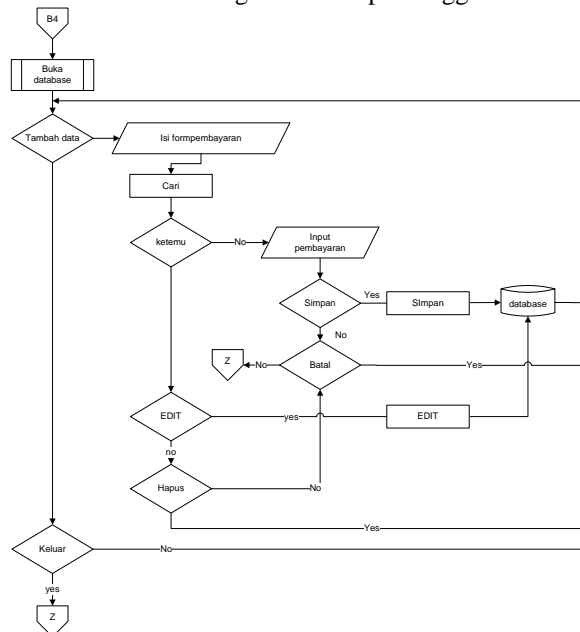 B4
Buka
database
Tambah data
Isi formpembayaran
Cari
ketemu
No
Input
pembayaran
Simpan
Yes
SImpan
database
No
Z
No
Batal
Yes
EDIT
yes
EDIT
no
Hapus
No
Yes
Keluar
No
yes
Z